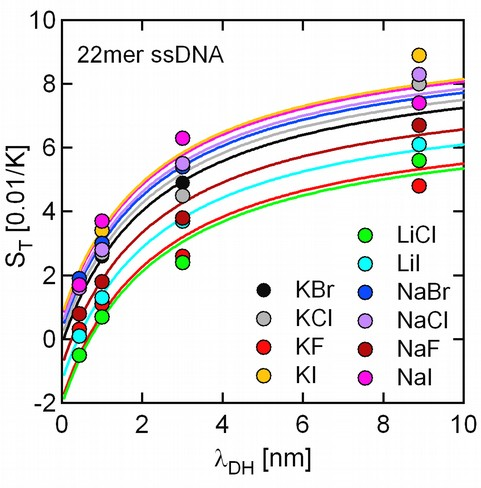 10
8
6
4
2
0
-2
0 2 4 6 8 10
S_T [0.01/K]
λ_DH [nm]
22mer ssDNA
KBr
KCl
KF
KI
LiCl
LiI
NaBr
NaCl
NaF
NaI